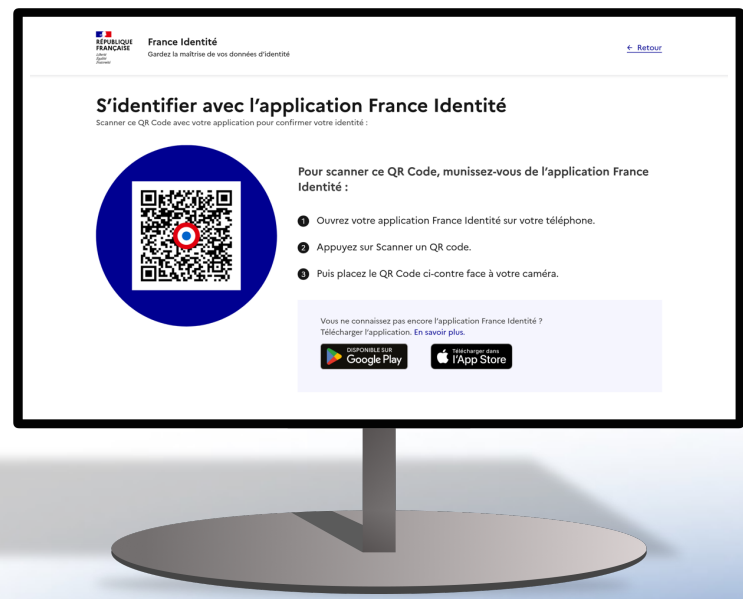 RÉPUBLIQUE
FRANÇAISE
Liberté
Égalité
Fraternité
France Identité
Gardez la maîtrise de vos données d'identité
← Retour
S'identifier avec l'application France Identité
Scanner ce QR Code avec votre application pour confirmer votre identité :
Pour scanner ce QR Code, munissez-vous de l'application France
Identité :
1 Ouvrez votre application France Identité sur votre téléphone.
2 Appuyez sur Scanner un QR code.
3 Puis placez le QR Code ci-contre face à votre caméra.
Vous ne connaissez pas encore l'application France Identité ?
Télécharger l'application. En savoir plus.
DISPONIBLE SUR
Google Play
Télécharger dans
l'App Store